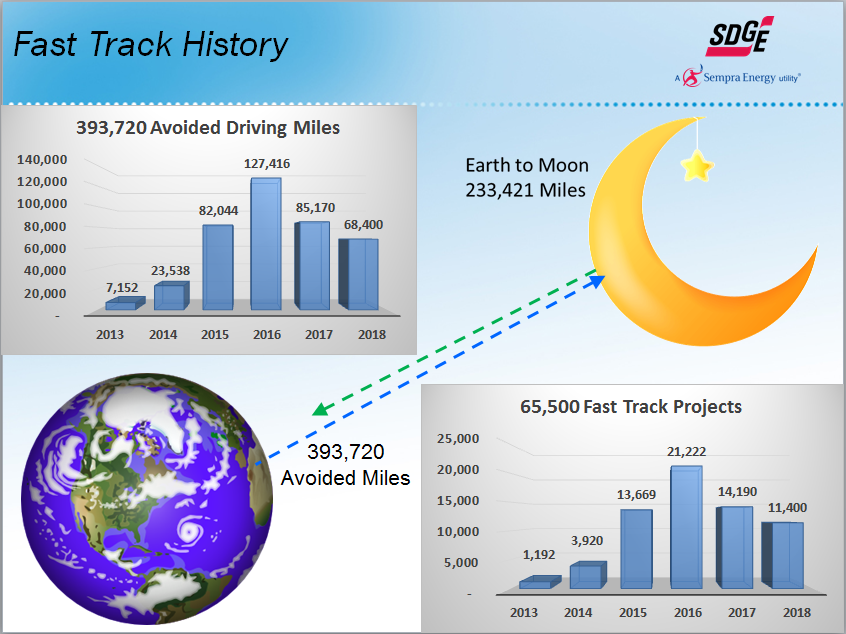 Fast Track History
SDGE
A Sempra Energy utility®
393,720 Avoided Driving Miles
140,000
120,000
100,000
80,000
60,000
40,000
20,000
-
7,152
23,538
82,044
127,416
85,170
68,400
2013 2014 2015 2016 2017 2018
Earth to Moon
233,421 Miles
393,720
Avoided Miles
65,500 Fast Track Projects
25,000
20,000
15,000
10,000
5,000
-
1,192
3,920
13,669
21,222
14,190
11,400
2013 2014 2015 2016 2017 2018